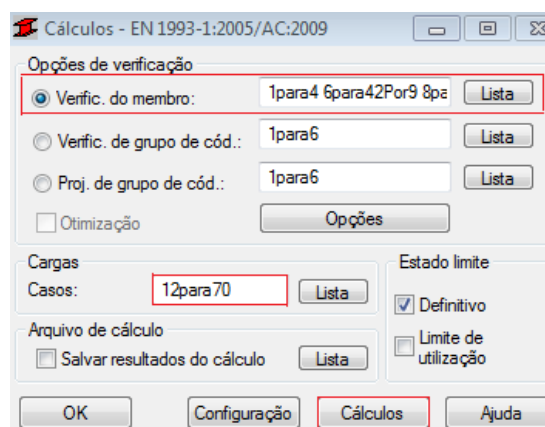 Cálculos - EN 1993-1:2005/AC:2009
Opções de verificação
Verific. do membro: 1para4 6para42Por9 8pa Lista
Verific. de grupo de cód.: 1para6 Lista
Proj. de grupo de cód.: 1para6 Lista
Otimização Opções
Cargas
Casos: 12para70 Lista
Arquivo de cálculo
Salvar resultados do cálculo Lista
Estado limite
Definitivo
Limite de
utilização
OK Configuração Cálculos Ajuda